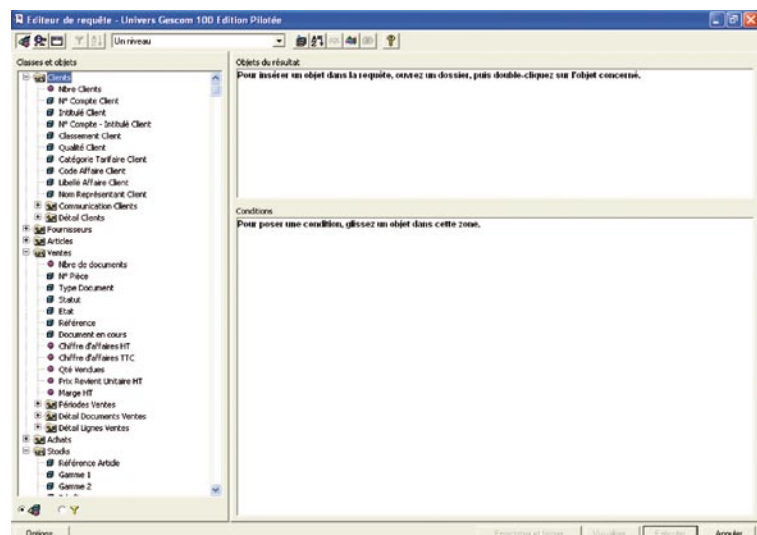 Editeur de requête - Univers Gescom 100 Edition Pilotée
Un niveau
Classes et objets
Clients
Nbre Clients
N° Compte Client
Intitulé Client
N° Compte - Intitulé Client
Classement Client
Qualité Client
Catégorie Tarifaire Client
Code Affaire Client
Libellé Affaire Client
Nom Représentant Client
Communication Clients
Détail Clients
Fournisseurs
Articles
Ventes
Nbre de documents
N° Pièce
Type Document
Statut
Etat
Référence
Document en cours
Chiffre d'affaires HT
Chiffre d'affaires TTC
Qté Vendues
Prix Revient Unitaire HT
Marge HT
Périodes Ventes
Détail Documents Ventes
Détail Lignes Ventes
Achats
Stocks
Référence Article
Gamme 1
Gamme 2
Objets du résultat
Pour insérer un objet dans la requête, ouvrez un dossier, puis double-cliquez sur l'objet concerné.
Conditions
Pour poser une condition, glissez un objet dans cette zone.
Options
Enregistrer et fermer
Visualiser
Exécuter
Annuler